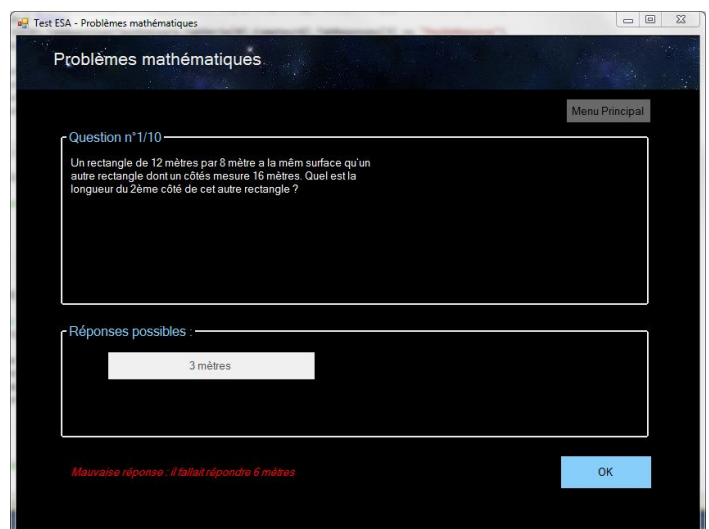 Test ESA - Problèmes mathématiques
Problèmes mathématiques
Menu Principal
Question n°1/10
Un rectangle de 12 mètres par 8 mètre a la mêm surface qu'un
autre rectangle dont un côtés mesure 16 mètres. Quel est la
longueur du 2ème côté de cet autre rectangle ?
Réponses possibles :
3 mètres
Mauvaise réponse : il fallait répondre 6 mètres
OK